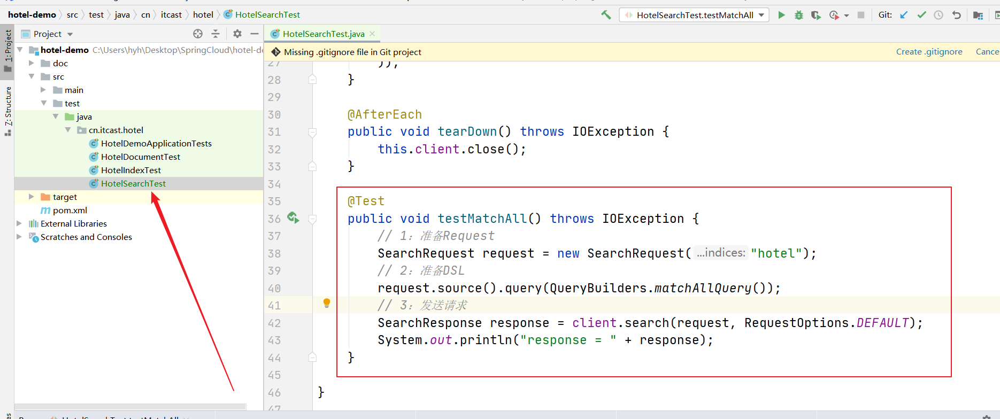 hotel-demo src test java cn itcast hotel HotelSearchTest
HotelSearchTest.testMatchAll
Git:
1: Project
7: Structure
Project
hotel-demo C:\Users\hyh\Desktop\SpringCloud\hotel-de
doc
src
main
test
java
cn.itcast.hotel
HotelDemoApplicationTests
HotelDocumentTest
HotelIndexTest
HotelSearchTest
target
pom.xml
External Libraries
Scratches and Consoles
HotelSearchTest.java
Missing .gitignore file in Git project
Create .gitignore
Cance
27 ));
28 }
29
30 @AfterEach
31 public void tearDown() throws IOException {
32 this.client.close();
33 }
34
35 @Test
36 public void testMatchAll() throws IOException {
37 // 1：准备Request
38 SearchRequest request = new SearchRequest( ...indices: "hotel");
39 // 2：准备DSL
40 request.source().query(QueryBuilders.matchAllQuery());
41 // 3：发送请求
42 SearchResponse response = client.search(request, RequestOptions.DEFAULT);
43 System.out.println("response = " + response);
44 }
45
46 }
47